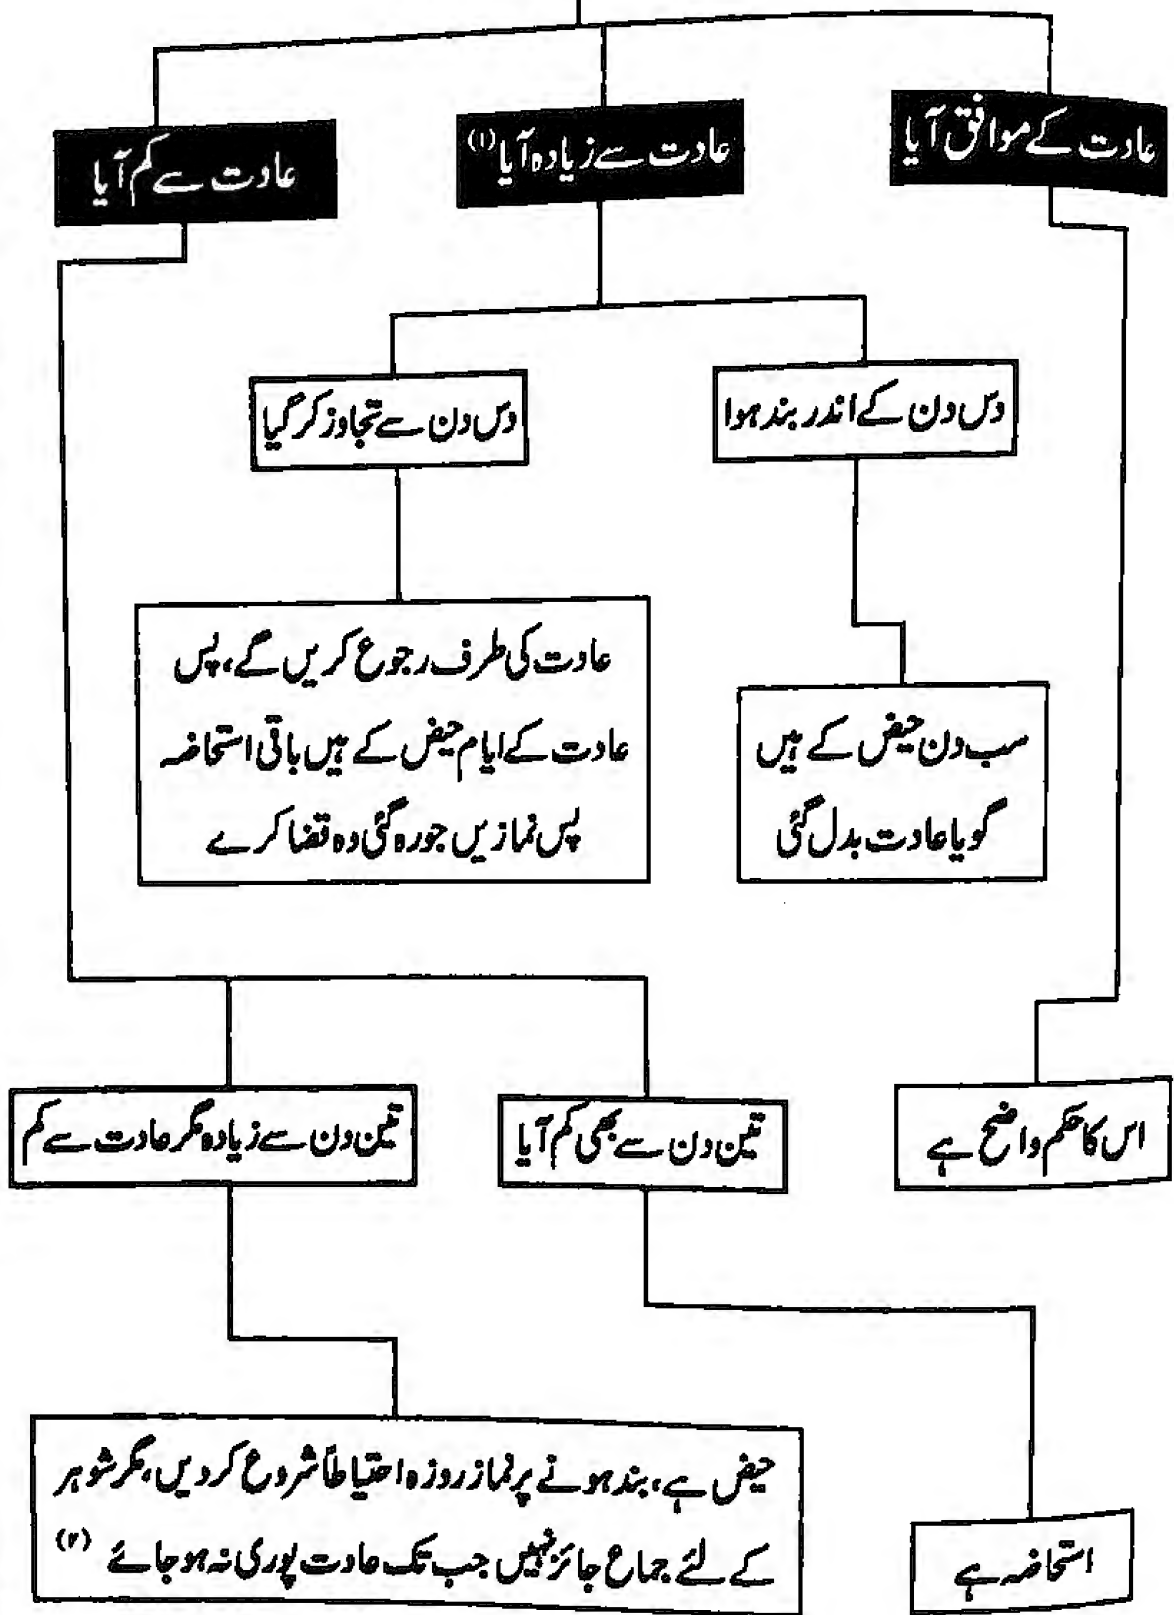 عادت کے موافق آیا
عادت سے زیادہ آیا (۱)
عادت سے کم آیا
دس دن کے اندر بند ہوا
دس دن سے تجاوز کر گیا
عادت کی طرف رجوع کریں گے، پس
عادت کے ایام حیض کے ہیں باقی استحاضہ
پس نمازیں جورہ گئی وہ قضا کرے
سب دن حیض کے ہیں
گویا عادت بدل گئی
اس کا حکم واضح ہے
تین دن سے بھی کم آیا
تین دن سے زیادہ مگر عادت سے کم
حیض ہے، بند ہونے پر نماز روزہ احتیاطاً شروع کردیں، مگر شوہر
کے لئے جماع جائز نہیں جب تک عادت پوری نہ ہو جائے (۲)
استحاضہ ہے